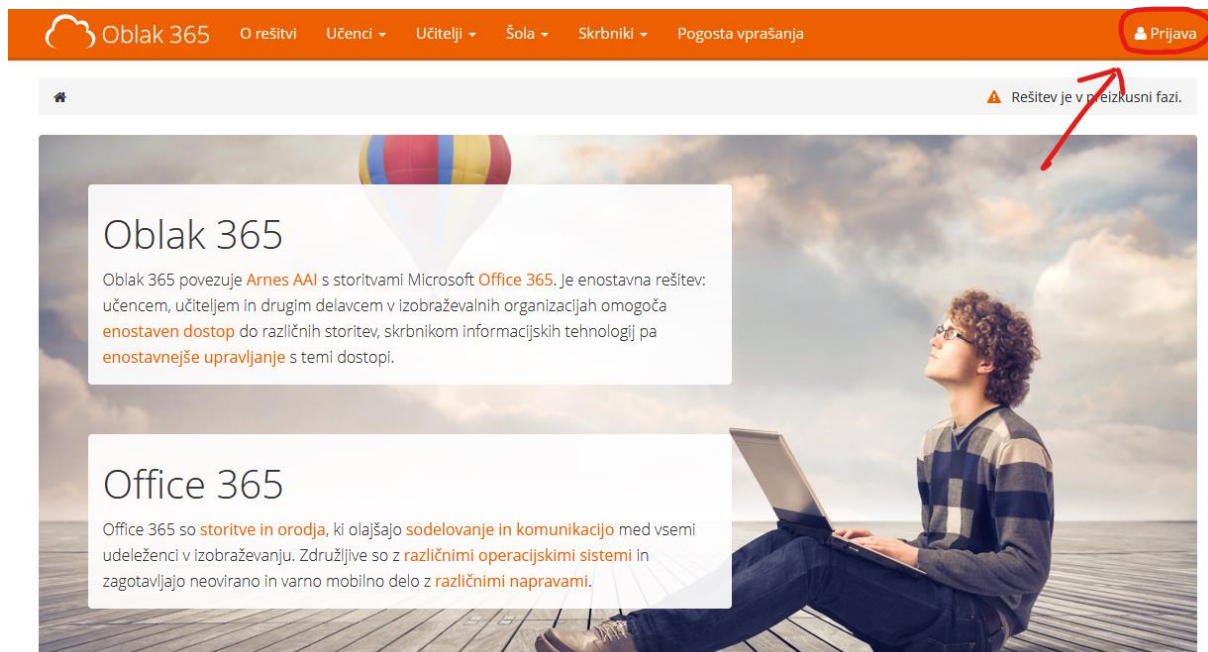 Oblak 365 O rešitvi Učenci Učitelji Šola Skrbniki Pogosta vprašanja Prijava
Rešitev je v preizkusni fazi.
Oblak 365
Oblak 365 povezuje Arnes AAI s storitvami Microsoft Office 365. Je enostavna rešitev:
učencem, učiteljem in drugim delavcem v izobraževalnih organizacijah omogoča
enostaven dostop do različnih storitev, skrbnikom informacijskih tehnologij pa
enostavnejše upravljanje s temi dostopi.
Office 365
Office 365 so storitve in orodja, ki olajšajo sodelovanje in komunikacijo med vsemi
udeleženci v izobraževanju. Združljive so z različnimi operacijskimi sistemi in
zagotavljajo neovirano in varno mobilno delo z različnimi napravami.